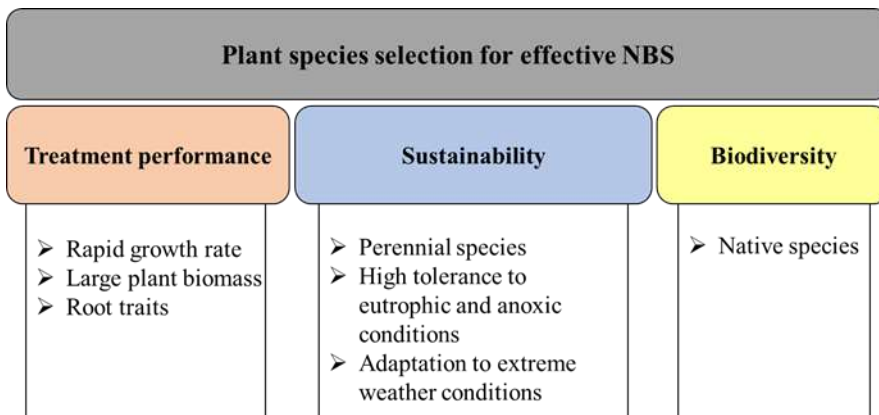 Plant species selection for effective NBS
Treatment performance
Sustainability
Biodiversity
➢ Rapid growth rate
➢ Large plant biomass
➢ Root traits
➢ Perennial species
➢ High tolerance to
eutrophic and anoxic
conditions
➢ Adaptation to extreme
weather conditions
➢ Native species